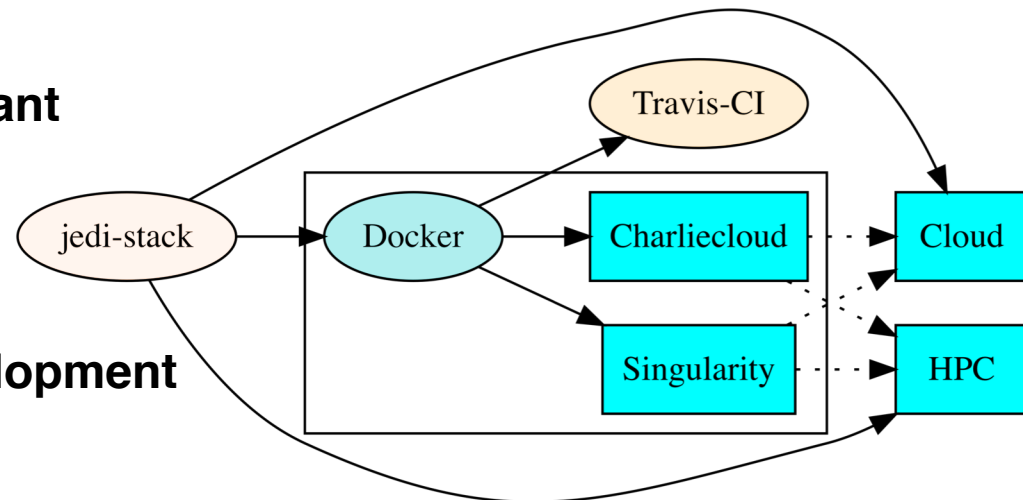 ant
Travis-CI
jedi-stack
Docker
Charliecloud
Cloud
lopment
Singularity
HPC